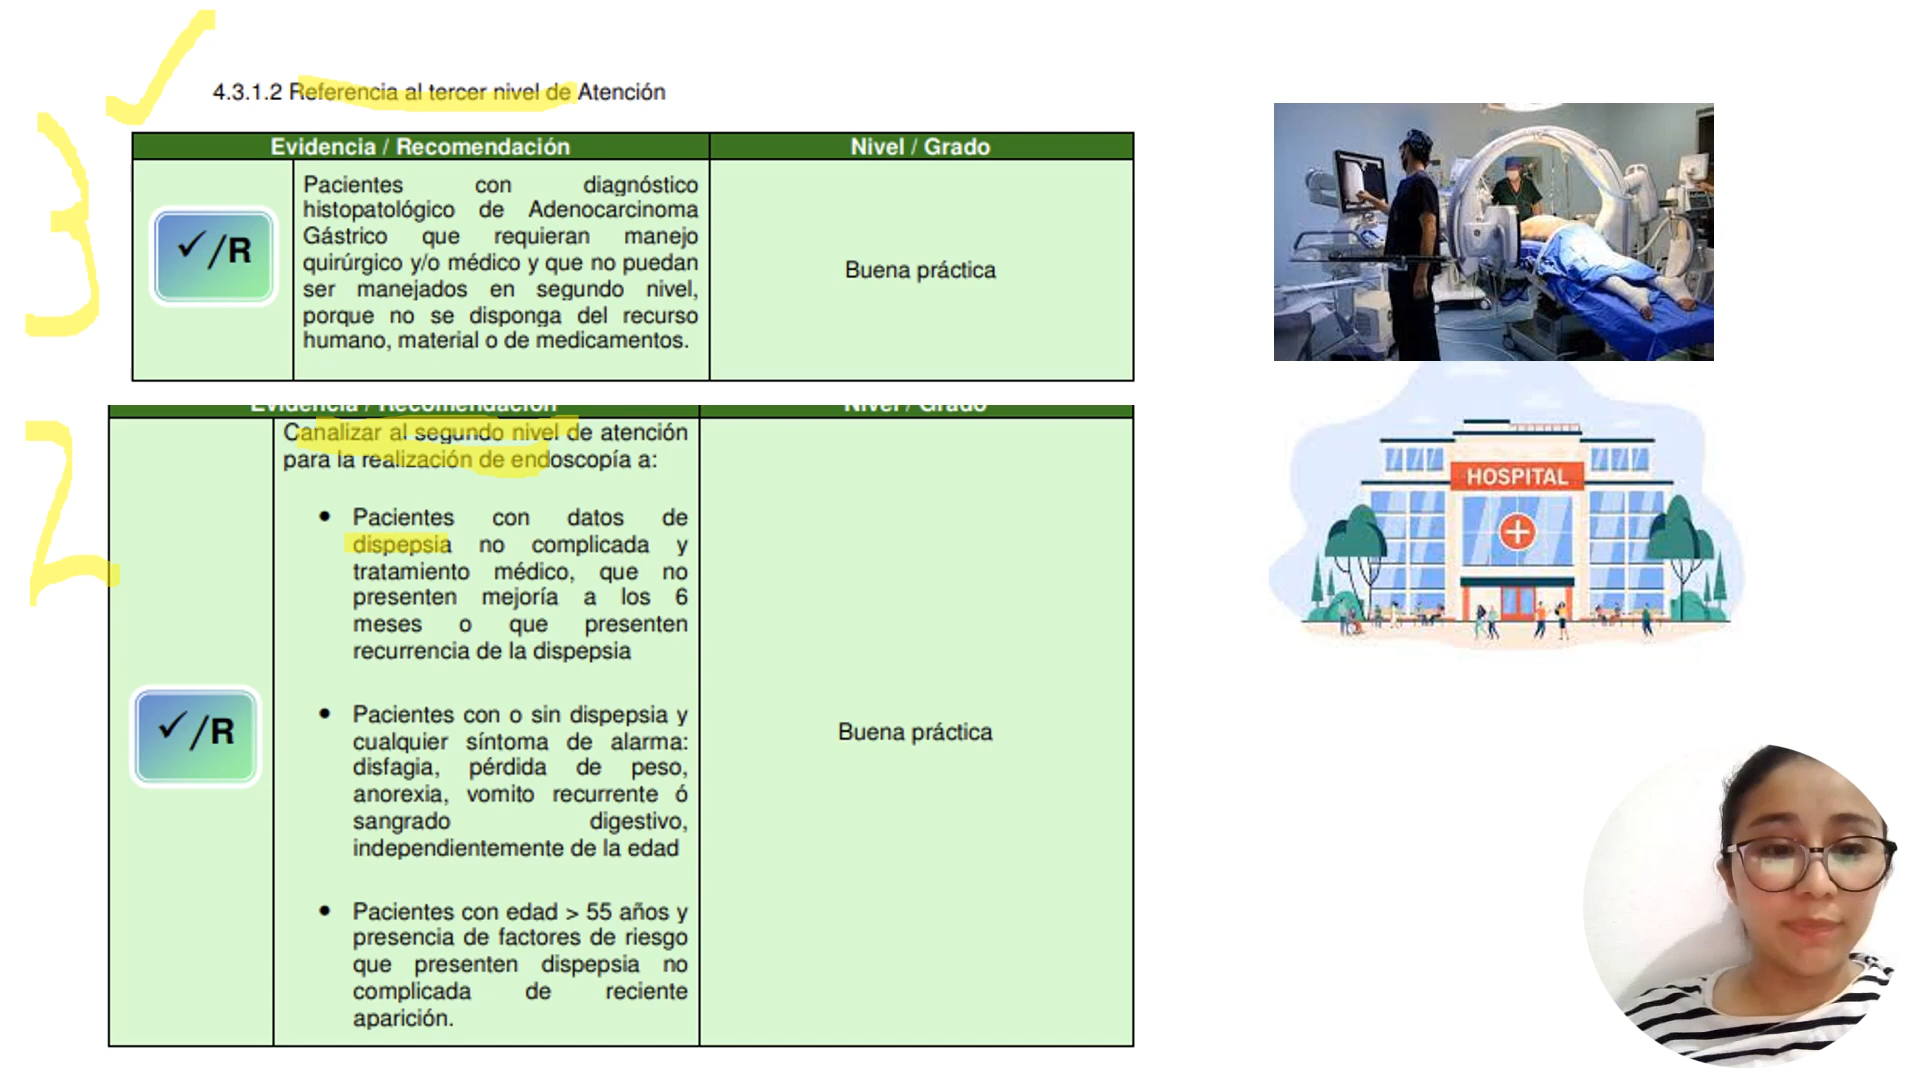 4.3.1.2 Referencia al tercer nivel de Atención
Evidencia / Recomendación
Nivel / Grado
3
✓/R
Pacientes con diagnóstico
histopatológico de Adenocarcinoma
Gástrico que requieran manejo
quirúrgico y/o médico y que no puedan
ser manejados en segundo nivel,
porque no se disponga del recurso
humano, material o de medicamentos.
Buena práctica
Evidencia / Recomendación
Nivel / Grado
2
Canalizar al segundo nivel de atención
para la realización de endoscopía a:
• Pacientes con datos de
dispepsia no complicada y
tratamiento médico, que no
presenten mejoría a los 6
meses o que presenten
recurrencia de la dispepsia
✓/R
• Pacientes con o sin dispepsia y
cualquier síntoma de alarma:
disfagia, pérdida de peso,
anorexia, vomito recurrente ó
sangrado digestivo,
independientemente de la edad
• Pacientes con edad > 55 años y
presencia de factores de riesgo
que presenten dispepsia no
complicada de reciente
aparición.
Buena práctica
HOSPITAL